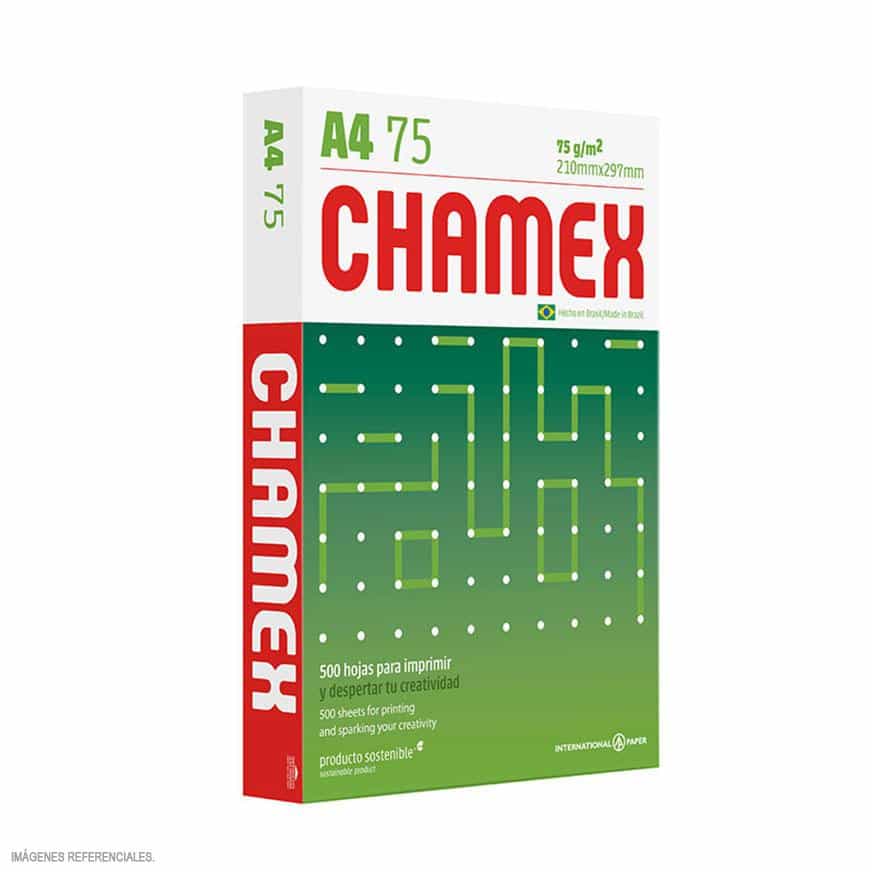 A4 75
75 g/m²
210mmx297mm
CHAMEX
Hecho en Brasil/Made in Brazil
A4 75
CHAMEX
500 hojas para imprimir
y despertar tu creatividad
500 sheets for printing
and sparking your creativity
producto sostenible
sustainable product
INTERNATIONAL PAPER
IMÁGENES REFERENCIALES.